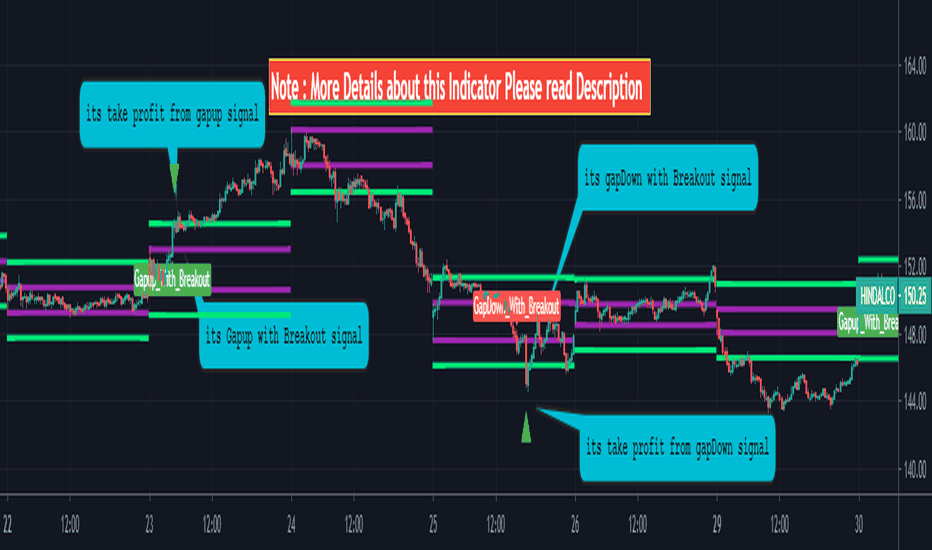 Note : More Details about this Indicator Please read Description
its take profit from gapup signal
its gapDown with Breakout signal
Gapup_With_Breakout
GapDown_With_Breakout
its Gapup with Breakout signal
its take profit from gapDown signal
164.00
160.00
156.00
152.00
HINDALCO 150.25
Gapup_With_Brea
148.00
144.00
140.00
22 12:00 23 12:00 24 12:00 25 12:00 26 12:00 29 12:00 30